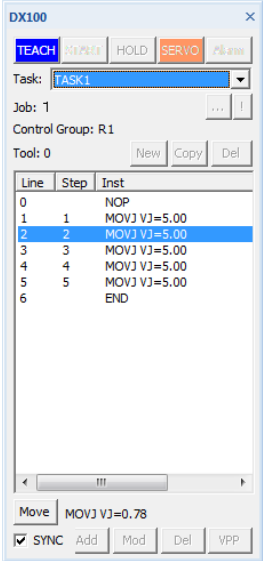 DX100
TEACH HOLD SERVO Alarm
Task: TASK1
Job: 1 ... !
Control Group: R1
Tool: 0 New Copy Del
Line Step Inst
0 NOP
1 1 MOVJ VJ=5.00
2 2 MOVJ VJ=5.00
3 3 MOVJ VJ=5.00
4 4 MOVJ VJ=5.00
5 5 MOVJ VJ=5.00
6 END
Move MOVJ VJ=0.78
SYNC Add Mod Del VPP